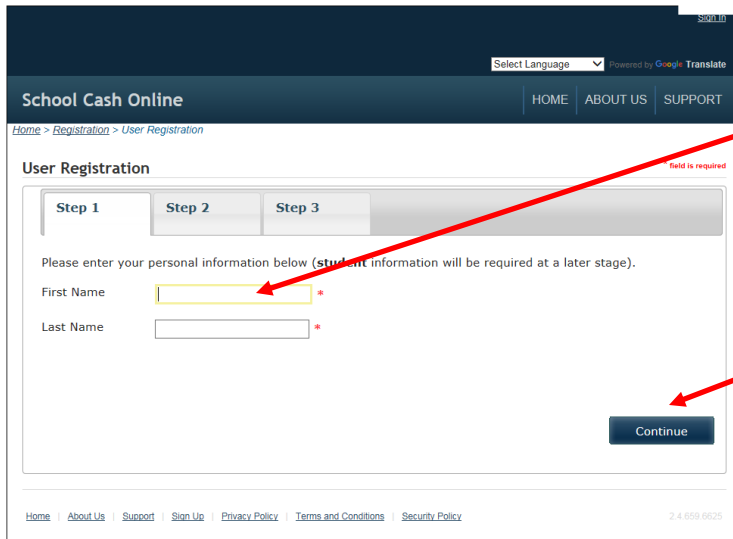 Sign In
Select Language Powered by Google Translate
School Cash Online HOME ABOUT US SUPPORT
Home > Registration > User Registration
User Registration
* field is required
Step 1 Step 2 Step 3
Please enter your personal information below (student information will be required at a later stage).
First Name *
Last Name *
Continue
Home | About Us | Support | Sign Up | Privacy Policy | Terms and Conditions | Security Policy 2.4.659.6625